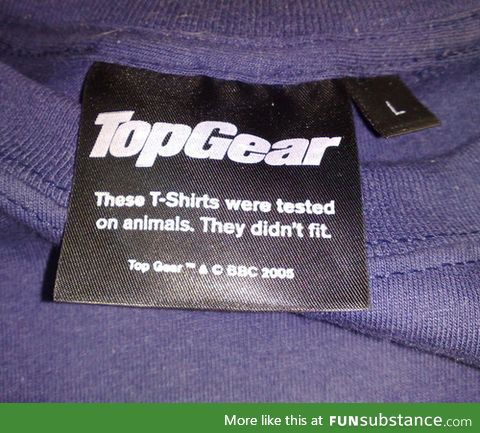 TopGear
L
These T-Shirts were tested
on animals. They didn't fit.
Top Gear ™ & © BBC 2005
More like this at FUNsubstance.com